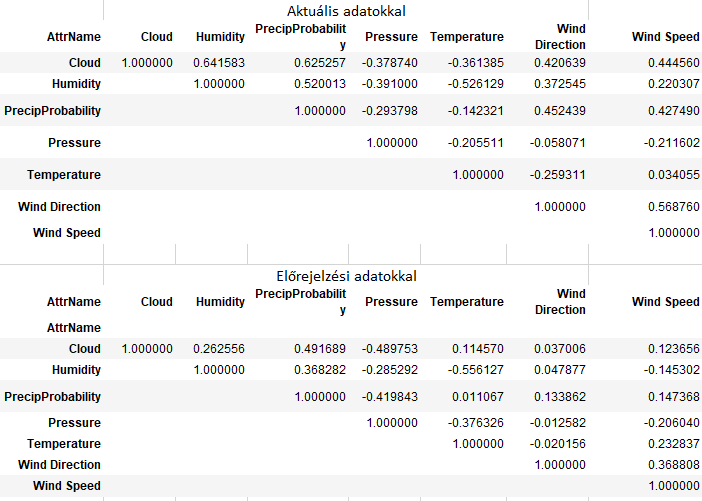 Aktuális adatokkal
AttrName Cloud Humidity PrecipProbabilit y Pressure Temperature Wind Direction Wind Speed
Cloud 1.000000 0.641583 0.625257 -0.378740 -0.361385 0.420639 0.444560
Humidity 1.000000 0.520013 -0.391000 -0.526129 0.372545 0.220307
PrecipProbability 1.000000 -0.293798 -0.142321 0.452439 0.427490
Pressure 1.000000 -0.205511 -0.058071 -0.211602
Temperature 1.000000 -0.259311 0.034055
Wind Direction 1.000000 0.568760
Wind Speed 1.000000
Előrejelzési adatokkal
AttrName Cloud Humidity PrecipProbabilit y Pressure Temperature Wind Direction Wind Speed
AttrName
Cloud 1.000000 0.262556 0.491689 -0.489753 0.114570 0.037006 0.123656
Humidity 1.000000 0.368282 -0.285292 -0.556127 0.047877 -0.145302
PrecipProbability 1.000000 -0.419843 0.011067 0.133862 0.147368
Pressure 1.000000 -0.376326 -0.012582 -0.206040
Temperature 1.000000 -0.020156 0.232837
Wind Direction 1.000000 0.368808
Wind Speed 1.000000